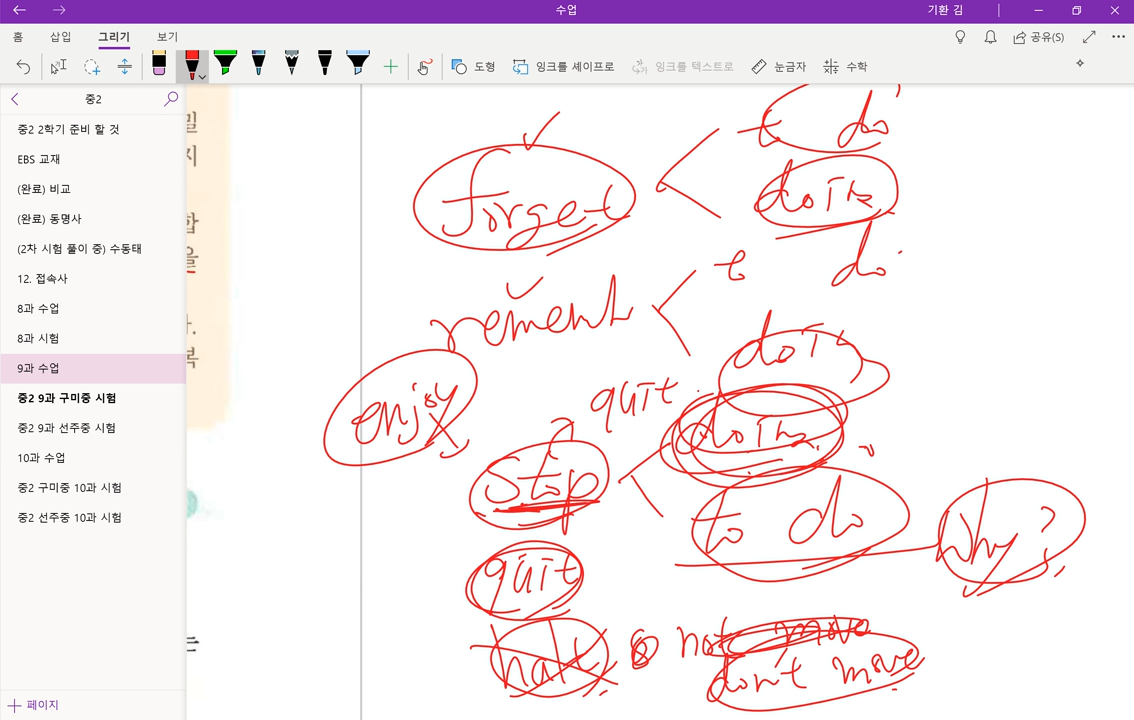 수업
기환 김
홈 삽입 그리기 보기
공유(S)
도형 잉크를 셰이프로 잉크를 텍스트로 눈금자 수학
중2
중2 2학기 준비 할 것
EBS 교재
(완료) 비교
(완료) 동명사
(2차 시험 풀이 중) 수동태
12. 접속사
8과 수업
8과 시험
9과 수업
중2 9과 구미중 시험
중2 9과 선주중 시험
10과 수업
중2 구미중 10과 시험
중2 선주중 10과 시험
페이지
밀
지
합
을
복
는
forget to do
doing
to do
doing
enjoy
quit
stop doing
to do why?
quit
halt not move
don't move